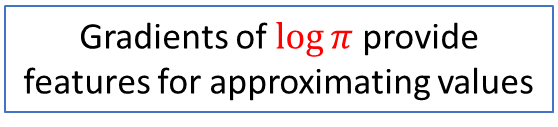 Gradients of log π provide
features for approximating values